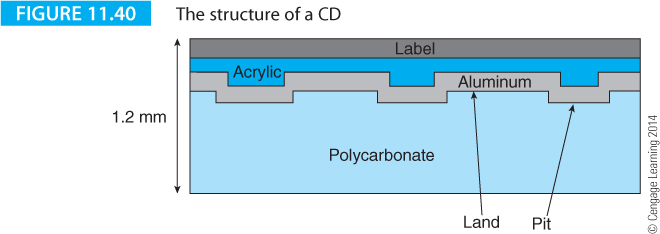 FIGURE 11.40 The structure of a CD
Label
Acrylic
Aluminum
1.2 mm
Polycarbonate
Land
Pit
© Cengage Learning 2014